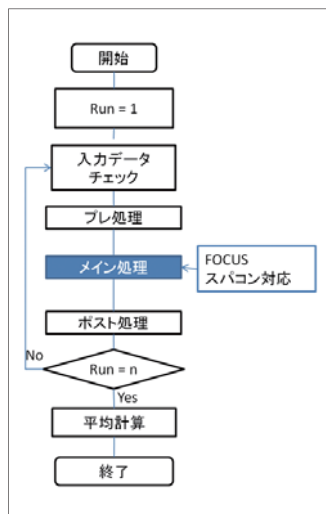 開始
Run = 1
入力データ
チェック
プレ処理
メイン処理
FOCUS
スパコン対応
ポスト処理
No
Run = n
Yes
平均計算
終了